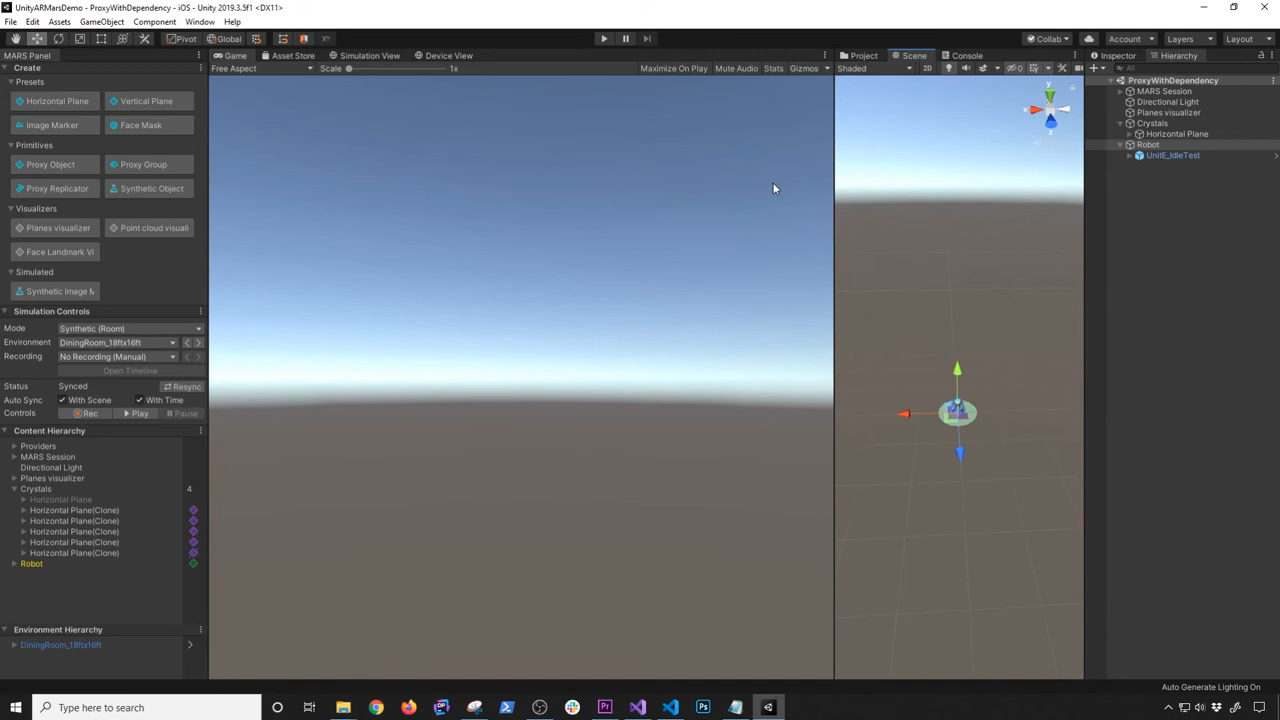 UnityARMarsDemo - ProxyWithDependency - iOS - Unity 2019.3.5f1 <DX11>
File Edit Assets GameObject Component Window Help
Pivot Global Collab Account Layers Layout
MARS Panel Game Asset Store Simulation View Device View Project Scene Console Inspector Hierarchy
Create Free Aspect Scale 1x Maximize On Play Mute Audio Stats Gizmos Shaded 2D 0 All
Presets ProxyWithDependency
MARS Session
Horizontal Plane Vertical Plane Directional Light
Planes visualizer
Image Marker Face Mask Crystals
Horizontal Plane
Primitives Robot
UnitE_IdleTest
Proxy Object Proxy Group
Proxy Replicator Synthetic Object
Visualizers
Planes visualizer Point cloud visuali
Face Landmark Vi
Simulated
Synthetic Image M
Simulation Controls
Mode Synthetic (Room)
Environment DiningRoom_18ftx16ft
Recording No Recording (Manual)
Open Timeline
Status Synced Resync
Auto Sync With Scene With Time
Controls Rec Play Pause
Content Hierarchy
Providers
MARS Session
Directional Light
Planes visualizer
Crystals 4
Horizontal Plane
Horizontal Plane(Clone)
Horizontal Plane(Clone)
Horizontal Plane(Clone)
Horizontal Plane(Clone)
Horizontal Plane(Clone)
Robot
Environment Hierarchy
DiningRoom_18ftx16ft
Auto Generate Lighting On
Type here to search